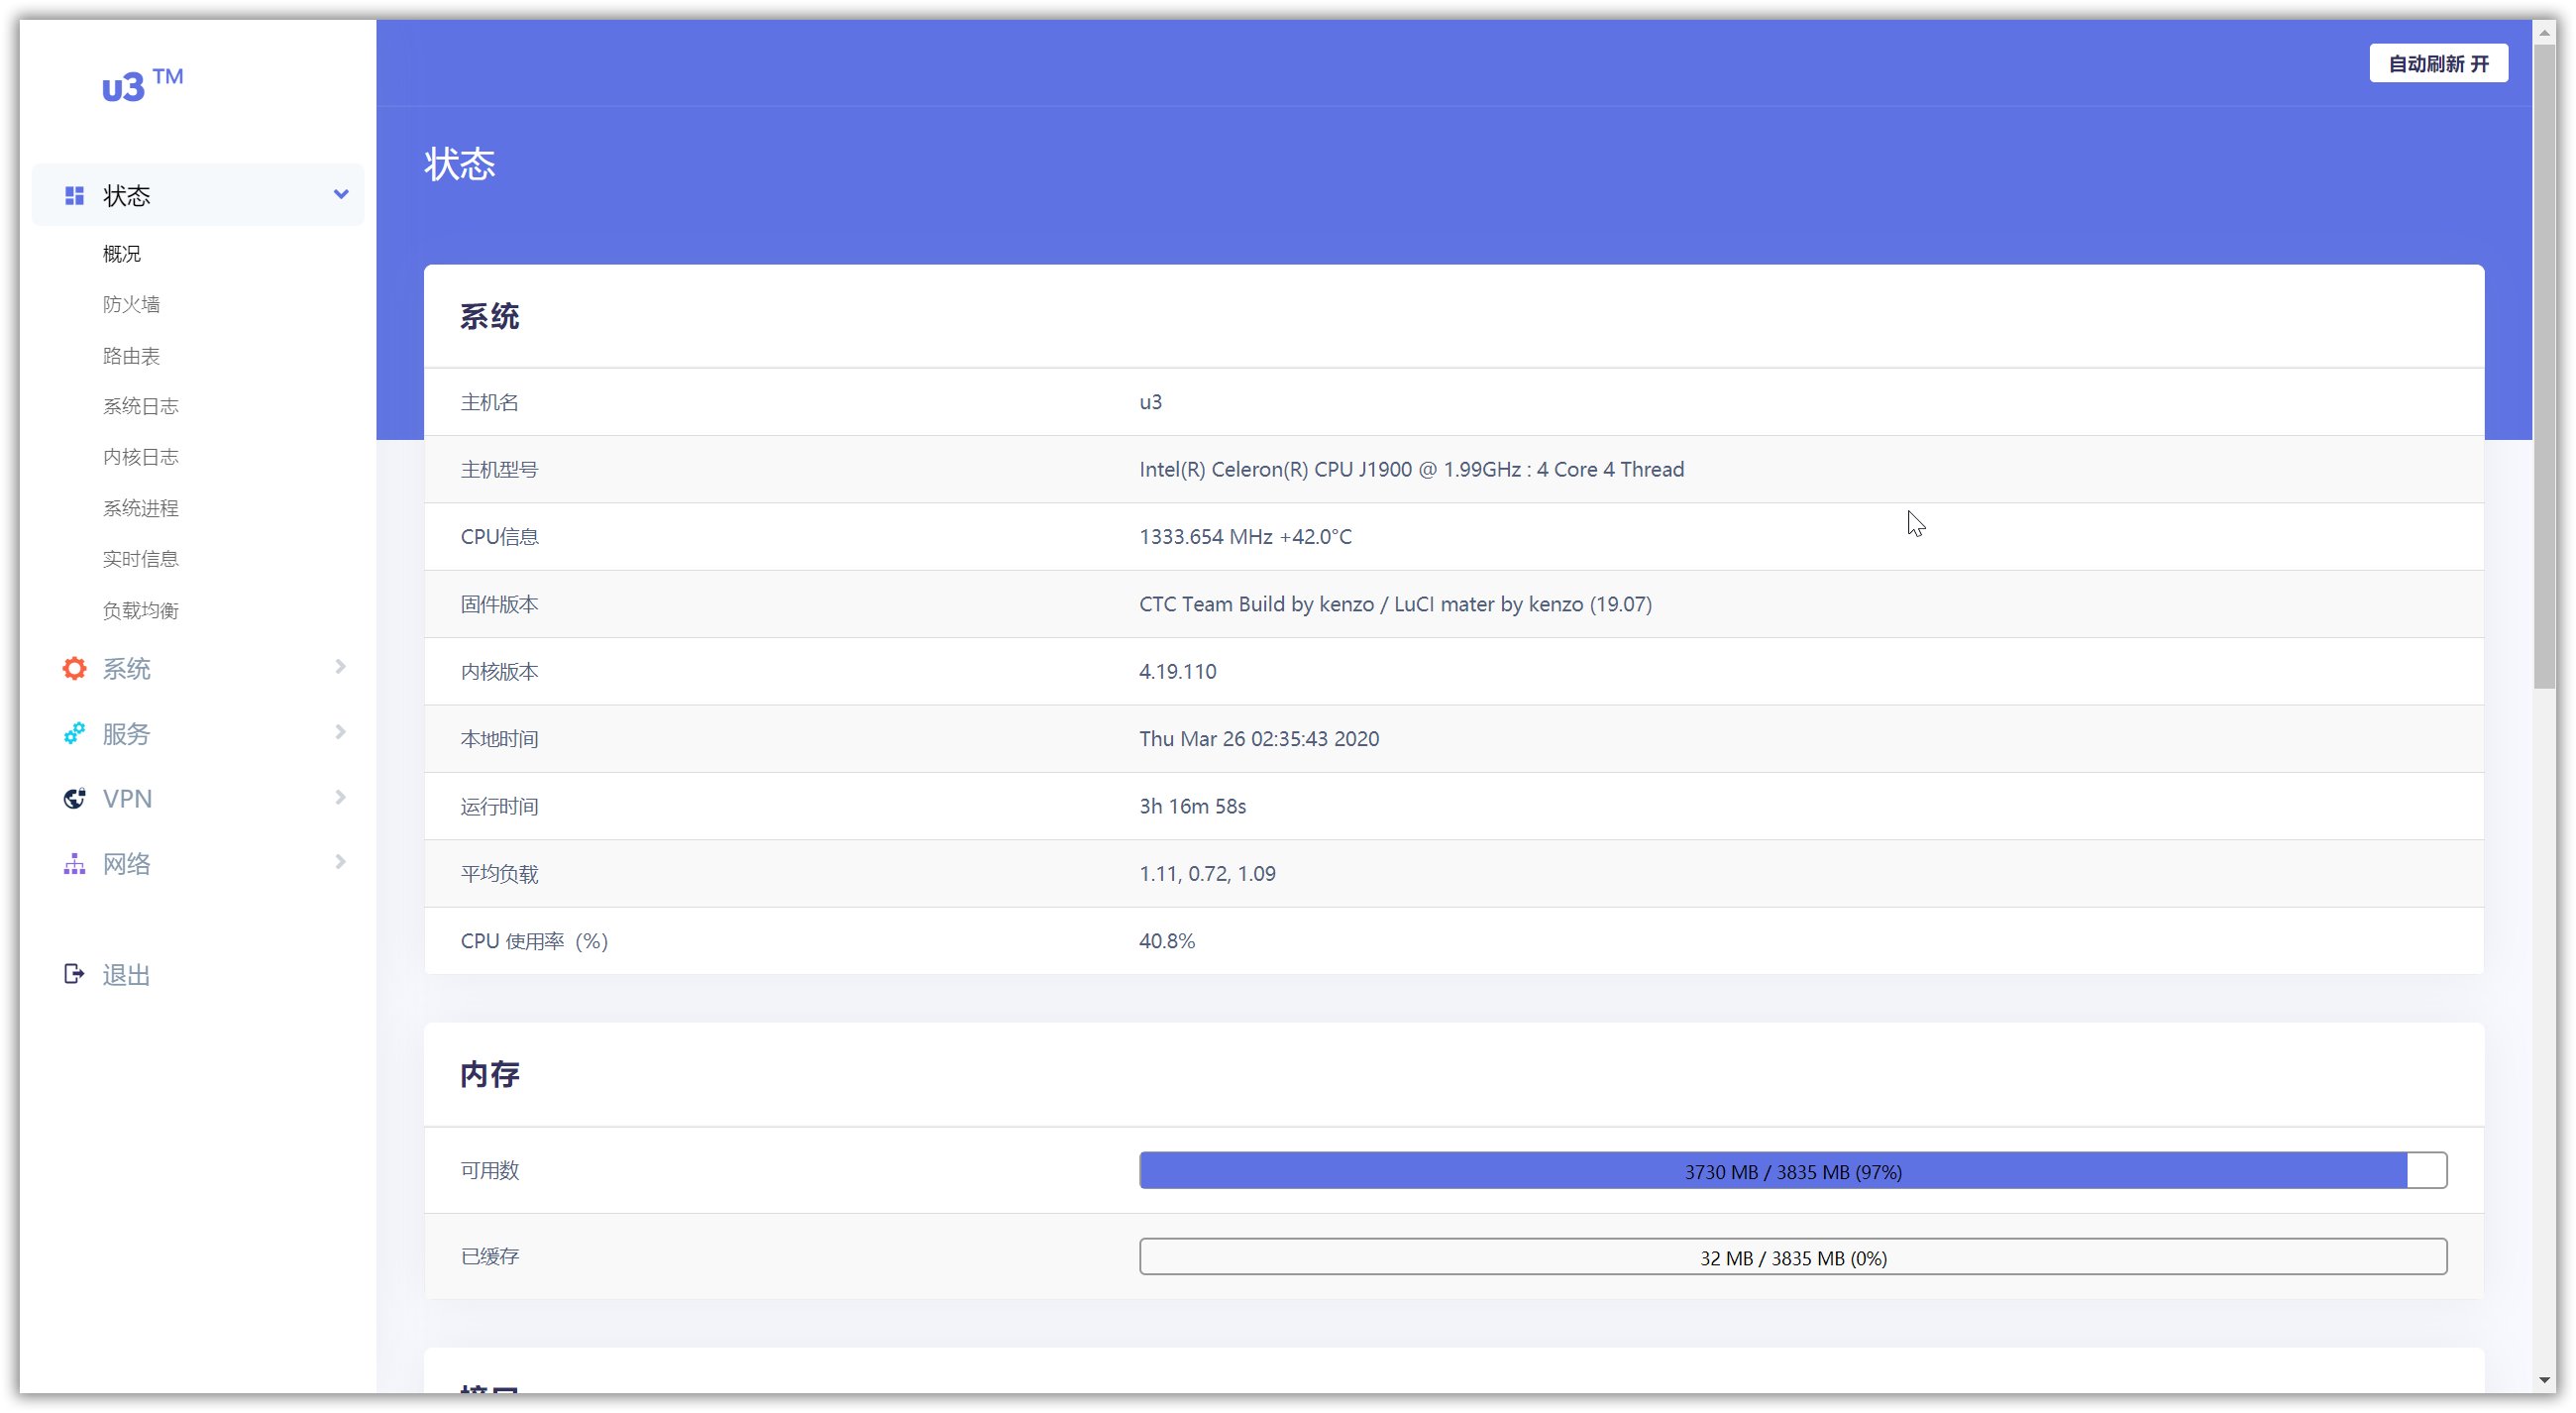 u3 TM
自动刷新 开
状态
概况
防火墙
路由表
系统日志
内核日志
系统进程
实时信息
负载均衡
系统
服务
VPN
网络
退出
状态
系统
主机名 u3
主机型号 Intel(R) Celeron(R) CPU J1900 @ 1.99GHz : 4 Core 4 Thread
CPU信息 1333.654 MHz +42.0°C
固件版本 CTC Team Build by kenzo / LuCI mater by kenzo (19.07)
内核版本 4.19.110
本地时间 Thu Mar 26 02:35:43 2020
运行时间 3h 16m 58s
平均负载 1.11, 0.72, 1.09
CPU 使用率（%） 40.8%
内存
可用数 3730 MB / 3835 MB (97%)
已缓存 32 MB / 3835 MB (0%)